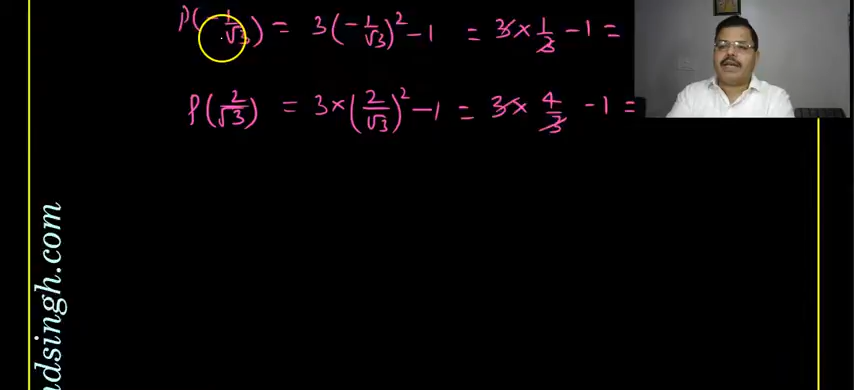 P(-1/√3) = 3(-1/√3)² - 1 = 3 × 1/3 - 1 =
P(2/√3) = 3 × (2/√3)² - 1 = 3 × 4/3 - 1 =
ndsingh.com